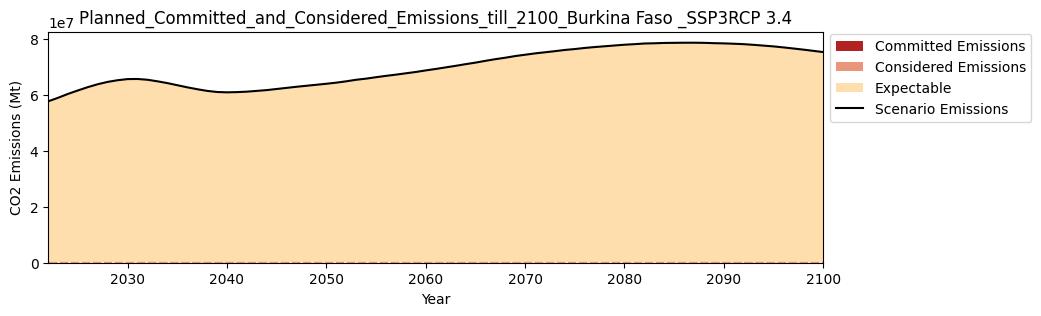 Planned_Committed_and_Considered_Emissions_till_2100_Burkina Faso _SSP3RCP 3.4
1e7
8
6
4
2
0
CO2 Emissions (Mt)
2030 2040 2050 2060 2070 2080 2090 2100
Year
Committed Emissions
Considered Emissions
Expectable
Scenario Emissions